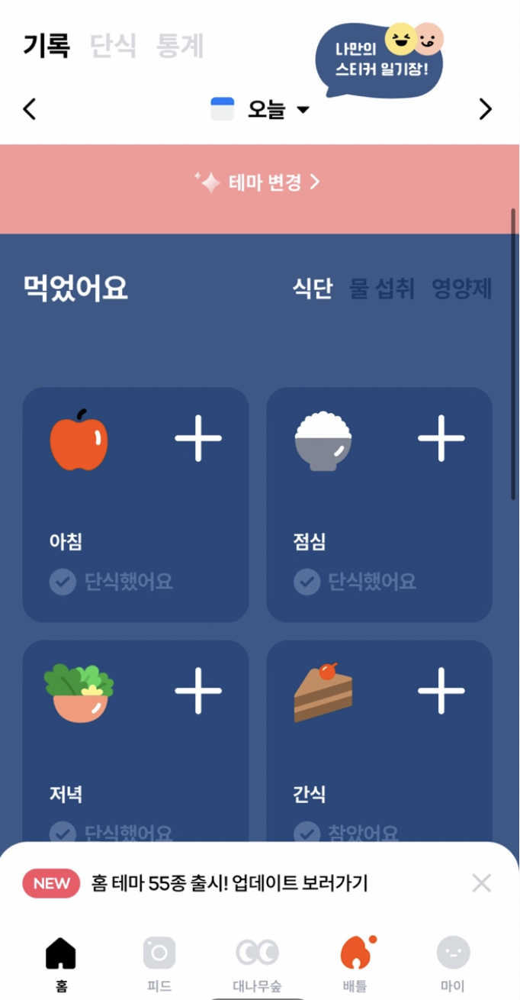 기록 단식 통계
나만의
스티커 일기장!
오늘
테마 변경
먹었어요 식단 물 섭취 영양제
아침 점심
단식했어요 단식했어요
저녁 간식
단식했어요 참았어요
NEW 홈 테마 55종 출시! 업데이트 보러가기
홈 피드 대나무숲 배틀 마이